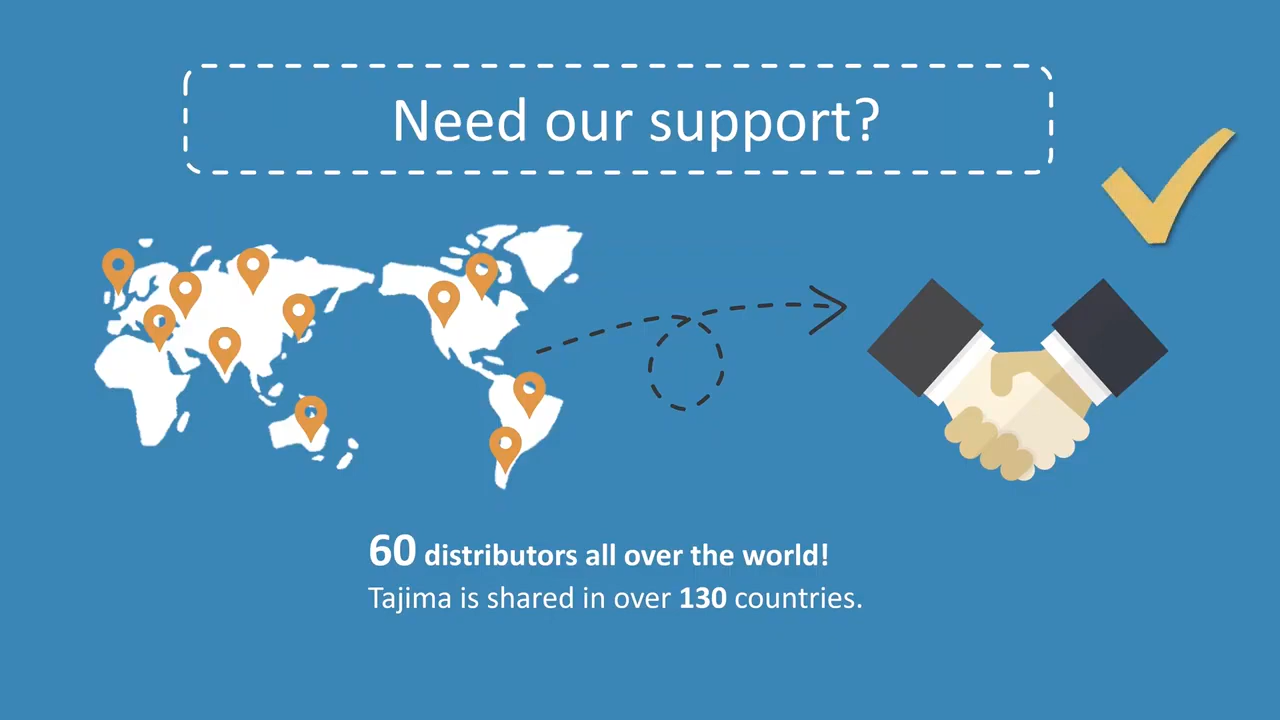 Need our support?
60 distributors all over the world!
Tajima is shared in over 130 countries.